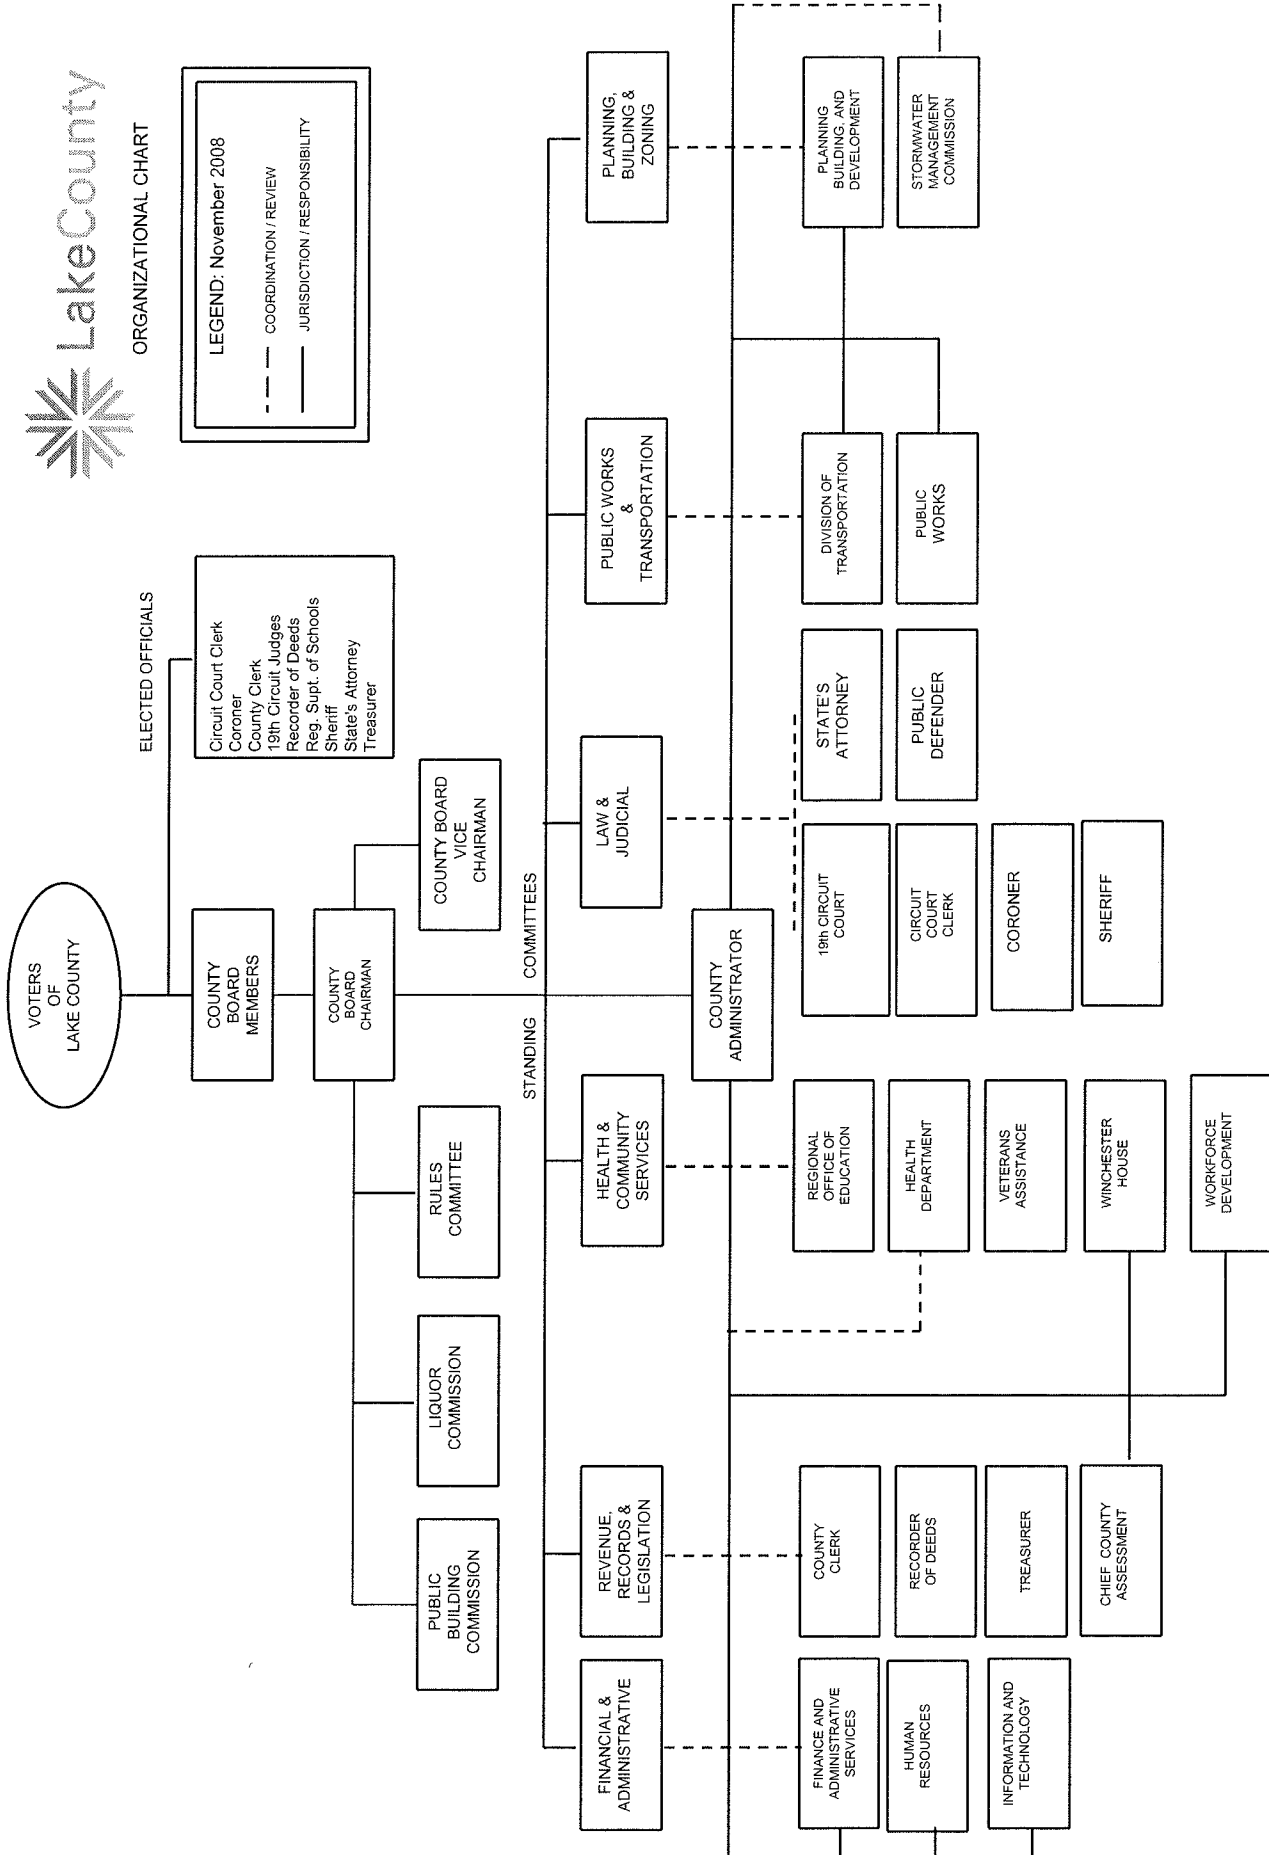 LakeCounty
ORGANIZATIONAL CHART
LEGEND: November 2008
COORDINATION / REVIEW
JURISDICTION / RESPONSIBILITY
VOTERS
OF
LAKE COUNTY
ELECTED OFFICIALS
Circuit Court Clerk
Coroner
County Clerk
19th Circuit Judges
Recorder of Deeds
Reg. Supt. of Schools
Sheriff
State's Attorney
Treasurer
COUNTY
BOARD
MEMBERS
COUNTY
BOARD
CHAIRMAN
PUBLIC
BUILDING
COMMISSION
LIQUOR
COMMISSION
RULES
COMMITTEE
COUNTY BOARD
VICE
CHAIRMAN
STANDING COMMITTEES
FINANCIAL &
ADMINISTRATIVE
REVENUE,
RECORDS &
LEGISLATION
HEALTH &
COMMUNITY
SERVICES
LAW &
JUDICIAL
PUBLIC WORKS
&
TRANSPORTATION
PLANNING,
BUILDING &
ZONING
COUNTY
ADMINISTRATOR
FINANCE AND
ADMINISTRATIVE
SERVICES
HUMAN
RESOURCES
INFORMATION AND
TECHNOLOGY
COUNTY
CLERK
RECORDER
OF DEEDS
TREASURER
CHIEF COUNTY
ASSESSMENT
REGIONAL
OFFICE OF
EDUCATION
HEALTH
DEPARTMENT
VETERANS
ASSISTANCE
WINCHESTER
HOUSE
WORKFORCE
DEVELOPMENT
19th CIRCUIT
COURT
CIRCUIT
COURT
CLERK
CORONER
SHERIFF
STATE'S
ATTORNEY
PUBLIC
DEFENDER
DIVISION OF
TRANSPORTATION
PUBLIC
WORKS
PLANNING
BUILDING, AND
DEVELOPMENT
STORMWATER
MANAGEMENT
COMMISSION